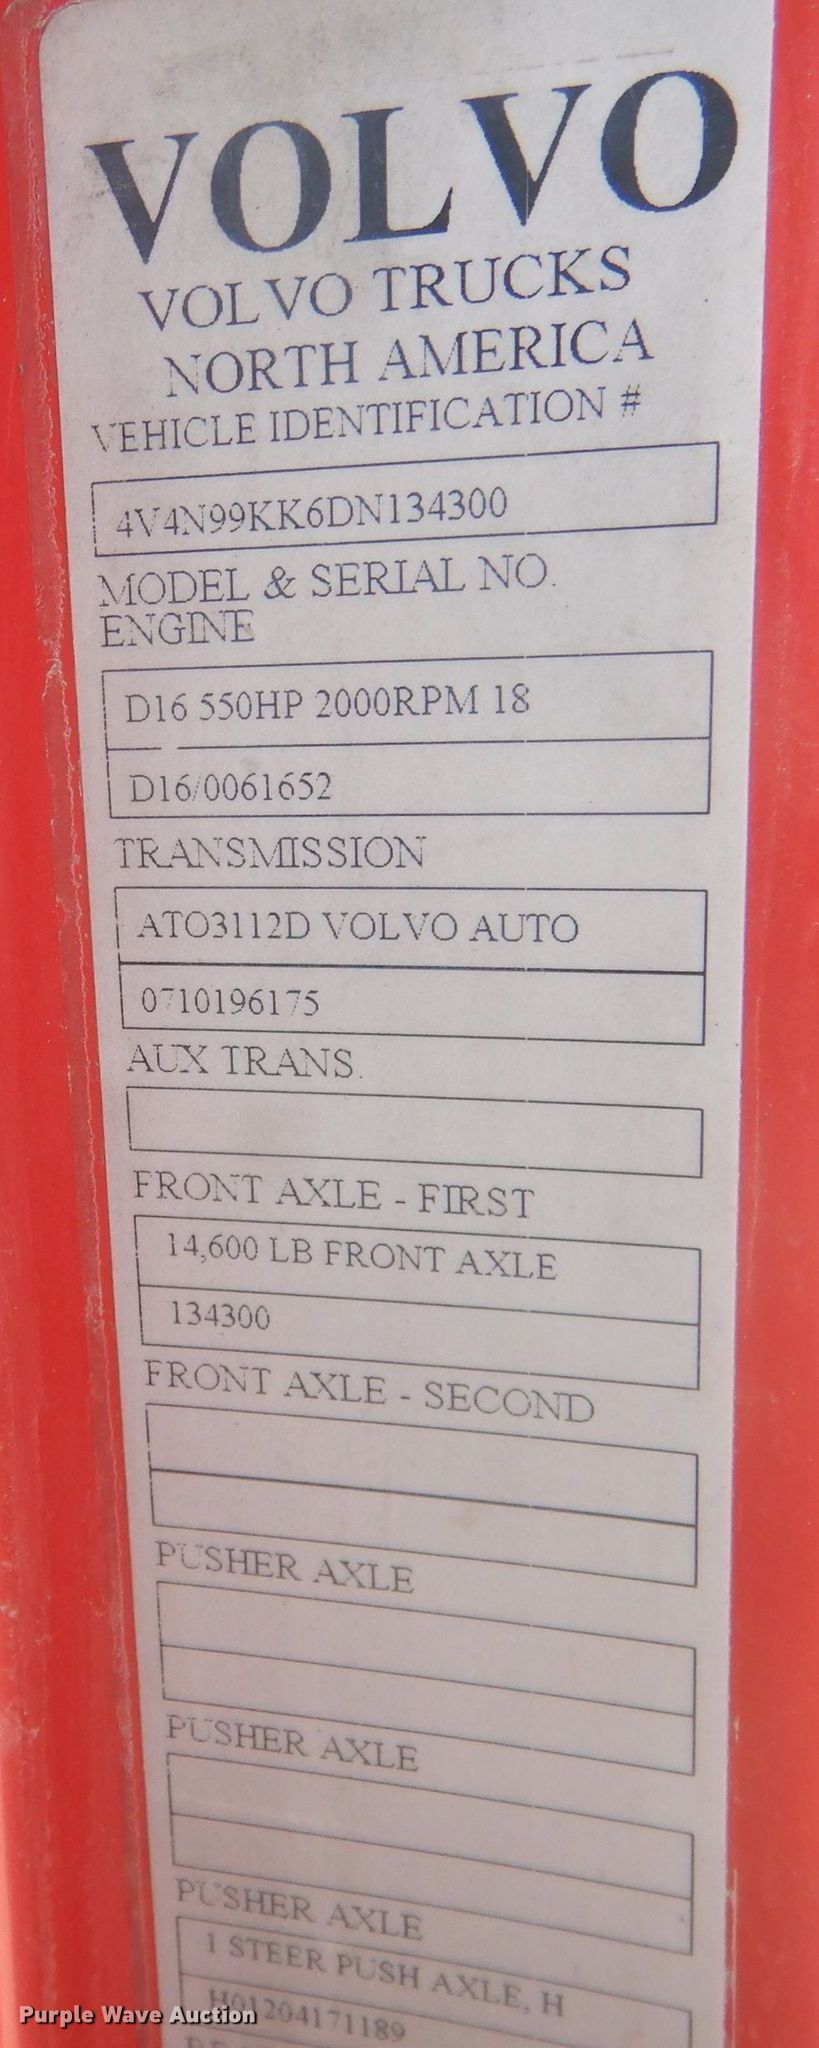 VOLVO
VOLVO TRUCKS
NORTH AMERICA
VEHICLE IDENTIFICATION #
4V4N99KK6DN134300
MODEL & SERIAL NO.
ENGINE
D16 550HP 2000RPM 18
D16/0061652
TRANSMISSION
ATO3112D VOLVO AUTO
0710196175
AUX TRANS.
FRONT AXLE - FIRST
14,600 LB FRONT AXLE
134300
FRONT AXLE - SECOND
PUSHER AXLE
PUSHER AXLE
PUSHER AXLE
1 STEER PUSH AXLE, H
H01204171189
Purple Wave Auction